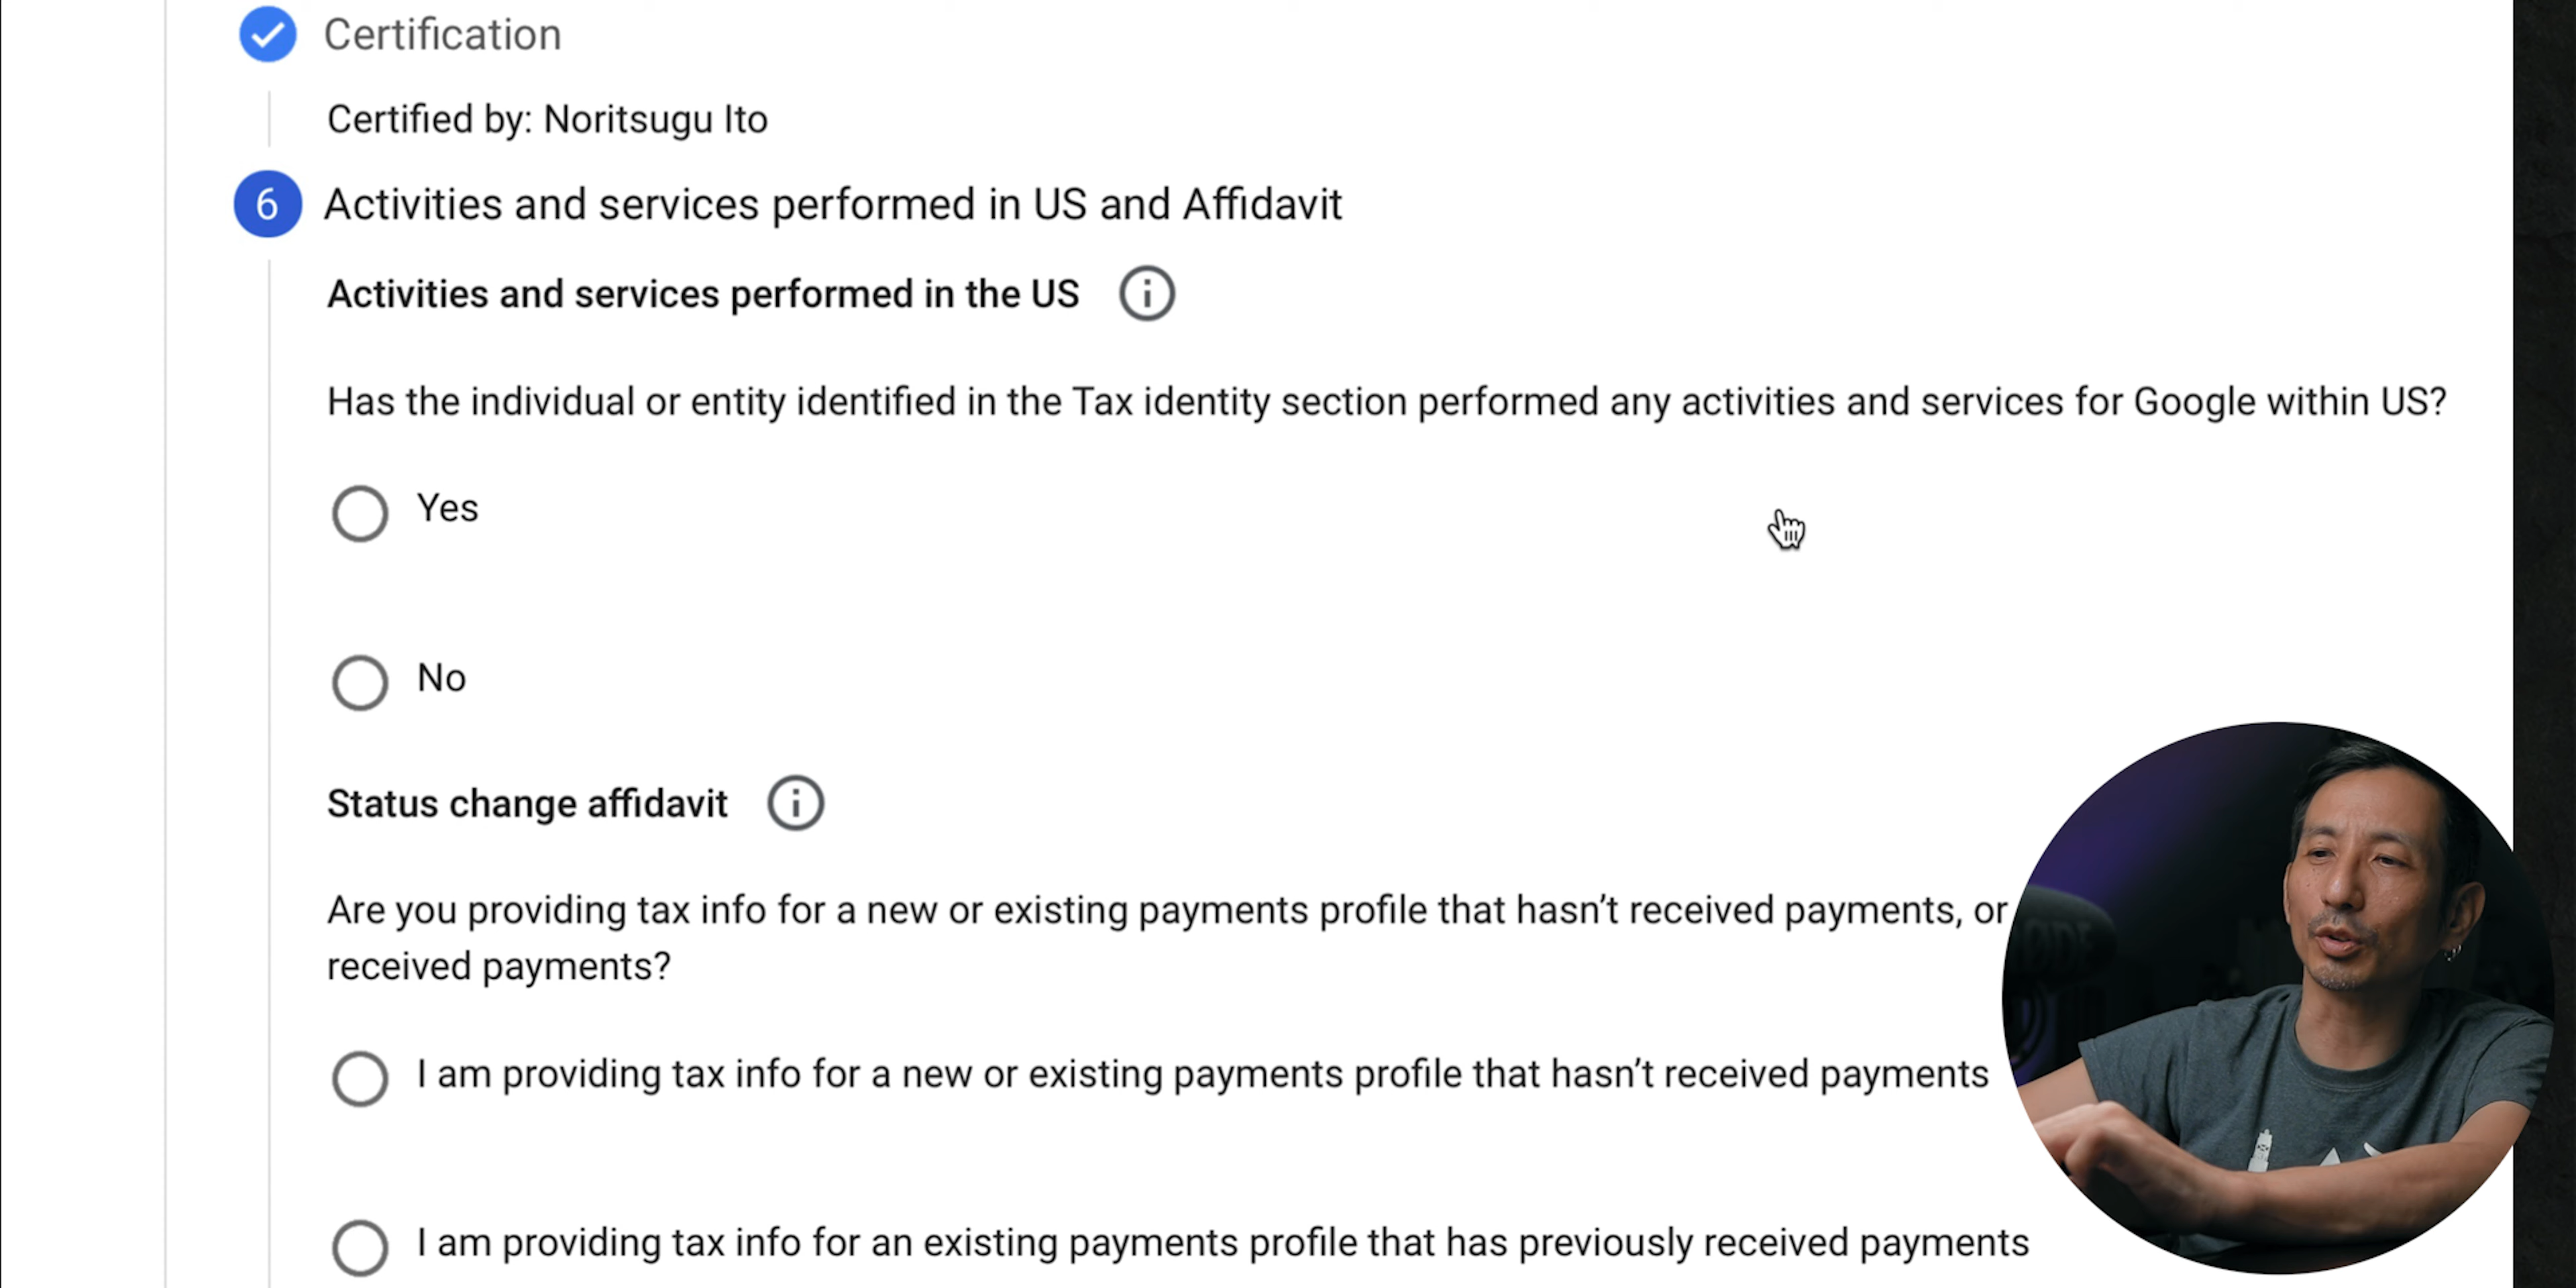 Certification
Certified by: Noritsugu Ito
6 Activities and services performed in US and Affidavit
Activities and services performed in the US
Has the individual or entity identified in the Tax identity section performed any activities and services for Google within US?
Yes
No
Status change affidavit
Are you providing tax info for a new or existing payments profile that hasn’t received payments, or
received payments?
I am providing tax info for a new or existing payments profile that hasn’t received payments
I am providing tax info for an existing payments profile that has previously received payments